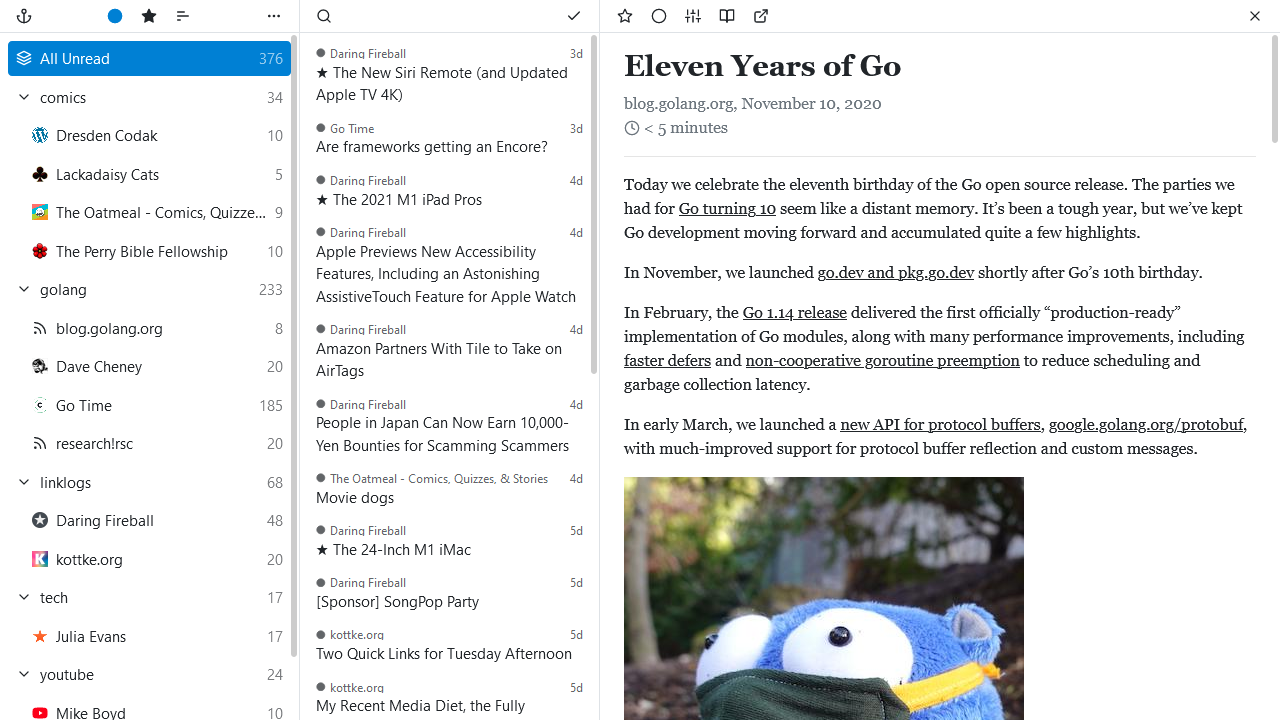 All Unread 376
comics 34
Dresden Codak 10
Lackadaisy Cats 5
The Oatmeal - Comics, Quizze... 9
The Perry Bible Fellowship 10
golang 233
blog.golang.org 8
Dave Cheney 20
Go Time 185
research!rsc 20
linklogs 68
Daring Fireball 48
kottke.org 20
tech 17
Julia Evans 17
youtube 24
Mike Boyd 10
Daring Fireball 3d
★ The New Siri Remote (and Updated
Apple TV 4K)
Go Time 3d
Are frameworks getting an Encore?
Daring Fireball 4d
★ The 2021 M1 iPad Pros
Daring Fireball 4d
Apple Previews New Accessibility
Features, Including an Astonishing
AssistiveTouch Feature for Apple Watch
Daring Fireball 4d
Amazon Partners With Tile to Take on
AirTags
Daring Fireball 4d
People in Japan Can Now Earn 10,000-
Yen Bounties for Scamming Scammers
The Oatmeal - Comics, Quizzes, & Stories 4d
Movie dogs
Daring Fireball 5d
★ The 24-Inch M1 iMac
Daring Fireball 5d
[Sponsor] SongPop Party
kottke.org 5d
Two Quick Links for Tuesday Afternoon
kottke.org 5d
My Recent Media Diet, the Fully
Eleven Years of Go
blog.golang.org, November 10, 2020
< 5 minutes
Today we celebrate the eleventh birthday of the Go open source release. The parties we
had for Go turning 10 seem like a distant memory. It’s been a tough year, but we’ve kept
Go development moving forward and accumulated quite a few highlights.
In November, we launched go.dev and pkg.go.dev shortly after Go’s 10th birthday.
In February, the Go 1.14 release delivered the first officially “production-ready”
implementation of Go modules, along with many performance improvements, including
faster defers and non-cooperative goroutine preemption to reduce scheduling and
garbage collection latency.
In early March, we launched a new API for protocol buffers, google.golang.org/protobuf,
with much-improved support for protocol buffer reflection and custom messages.